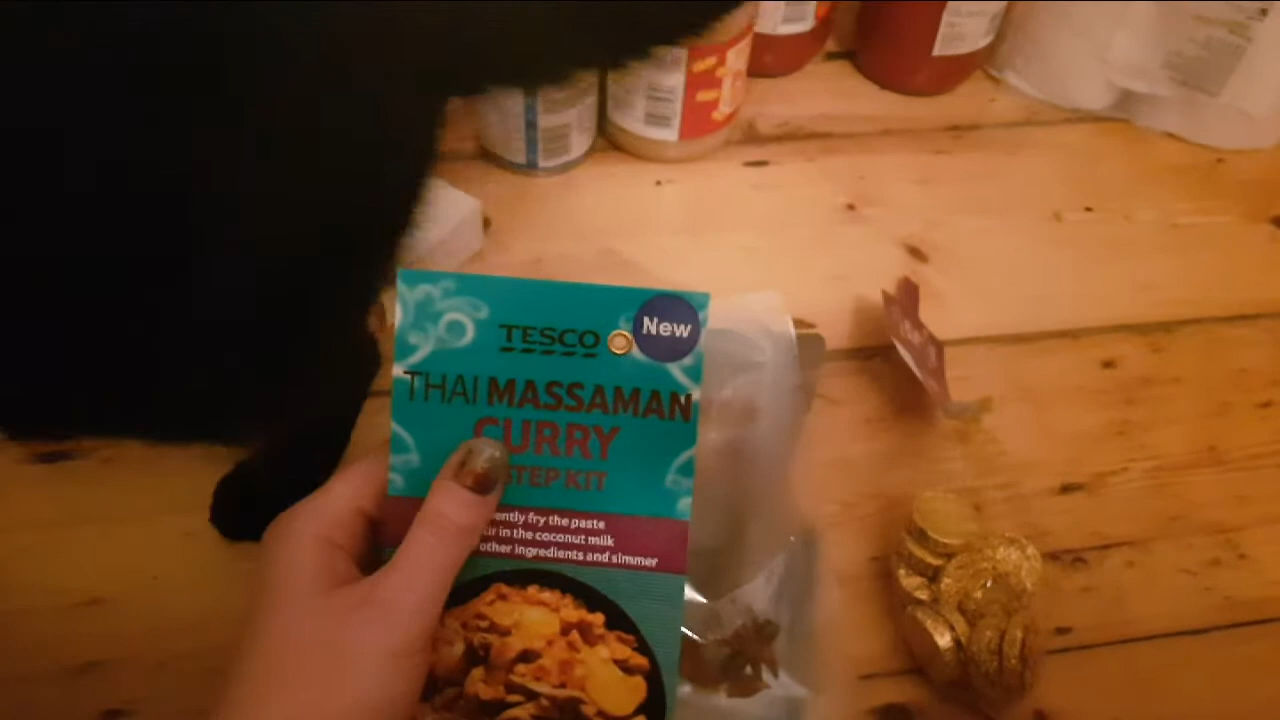 TESCO
New
THAI MASSAMAN
CURRY
STEP KIT
ently fry the paste
ir in the coconut milk
other ingredients and simmer